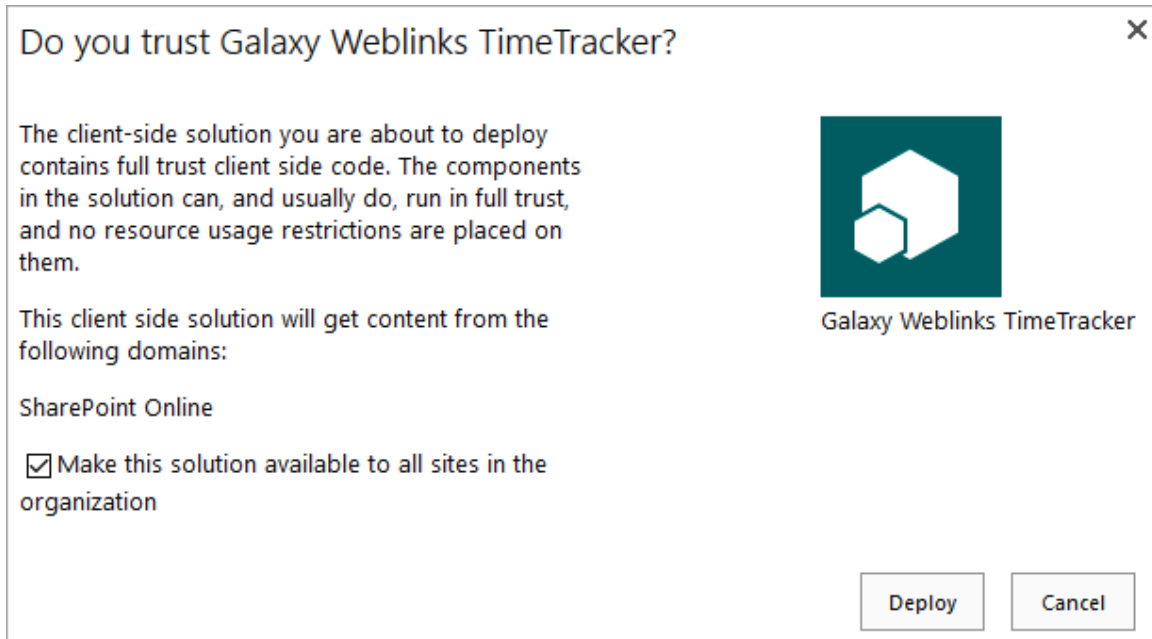 Do you trust Galaxy Weblinks TimeTracker?
The client-side solution you are about to deploy
contains full trust client side code. The components
in the solution can, and usually do, run in full trust,
and no resource usage restrictions are placed on
them.
This client side solution will get content from the
following domains:
SharePoint Online
Make this solution available to all sites in the
organization
Galaxy Weblinks TimeTracker
Deploy
Cancel